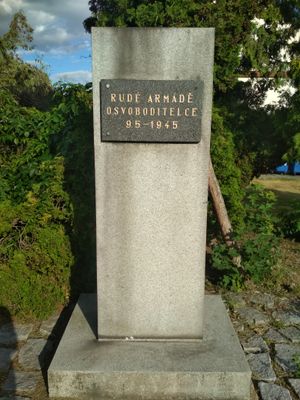 RUDÉ ARMÁDĚ
OSVOBODITELCE
9 5-1945